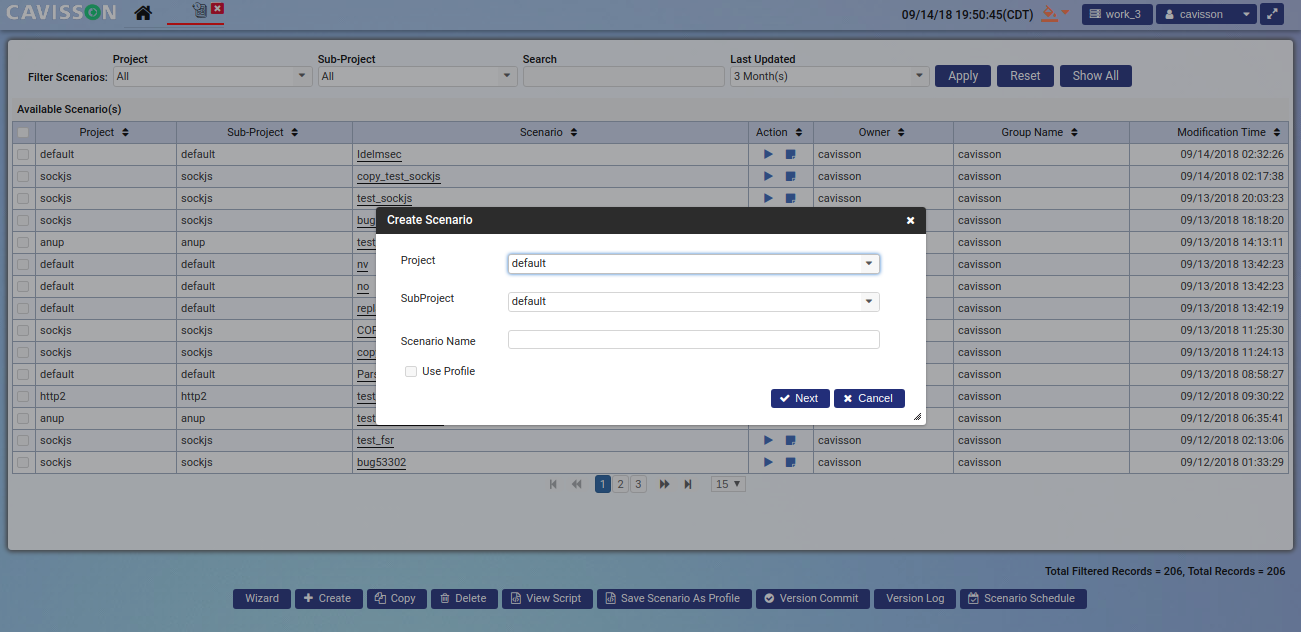 CAVISSON
09/14/18 19:50:45(CDT) work_3 cavisson
Project Sub-Project Search Last Updated
Filter Scenarios: All All 3 Month(s) Apply Reset Show All
Available Scenario(s)
Project Sub-Project Scenario Action Owner Group Name Modification Time
default default Idelmsec cavisson cavisson 09/14/2018 02:32:26
sockjs sockjs copy_test_sockjs cavisson cavisson 09/14/2018 02:17:38
sockjs sockjs test_sockjs cavisson cavisson 09/13/2018 20:03:23
sockjs sockjs bug cavisson 09/13/2018 18:18:20
anup anup test cavisson 09/13/2018 14:13:11
default default nv cavisson 09/13/2018 13:42:23
default default no cavisson 09/13/2018 13:42:23
default default repl cavisson 09/13/2018 13:42:19
sockjs sockjs COP cavisson 09/13/2018 11:25:30
sockjs sockjs cop cavisson 09/13/2018 11:24:13
default default Pars cavisson 09/13/2018 08:58:27
http2 http2 test cavisson 09/12/2018 09:30:22
anup anup test cavisson 09/12/2018 06:35:41
sockjs sockjs test_fsr cavisson cavisson 09/12/2018 02:13:06
sockjs sockjs bug53302 cavisson cavisson 09/12/2018 01:33:29
Create Scenario
Project default
SubProject default
Scenario Name
Use Profile
Next Cancel
1 2 3 15
Total Filtered Records = 206, Total Records = 206
Wizard Create Copy Delete View Script Save Scenario As Profile Version Commit Version Log Scenario Schedule